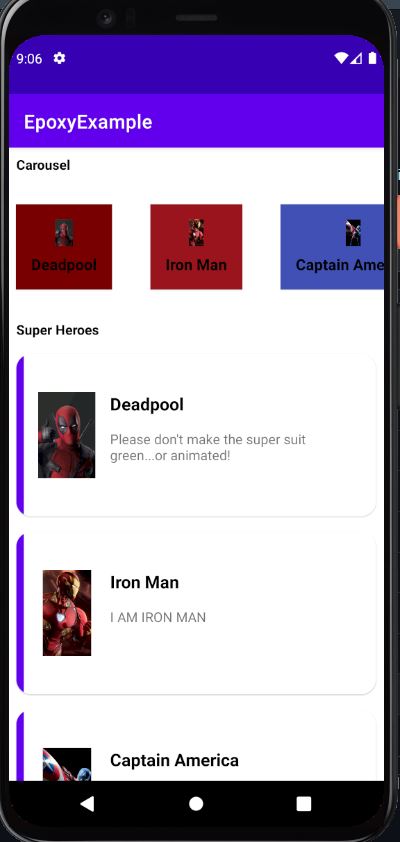 9:06
EpoxyExample
Carousel
Deadpool
Iron Man
Captain Ame
Super Heroes
Deadpool
Please don't make the super suit
green...or animated!
Iron Man
I AM IRON MAN
Captain America